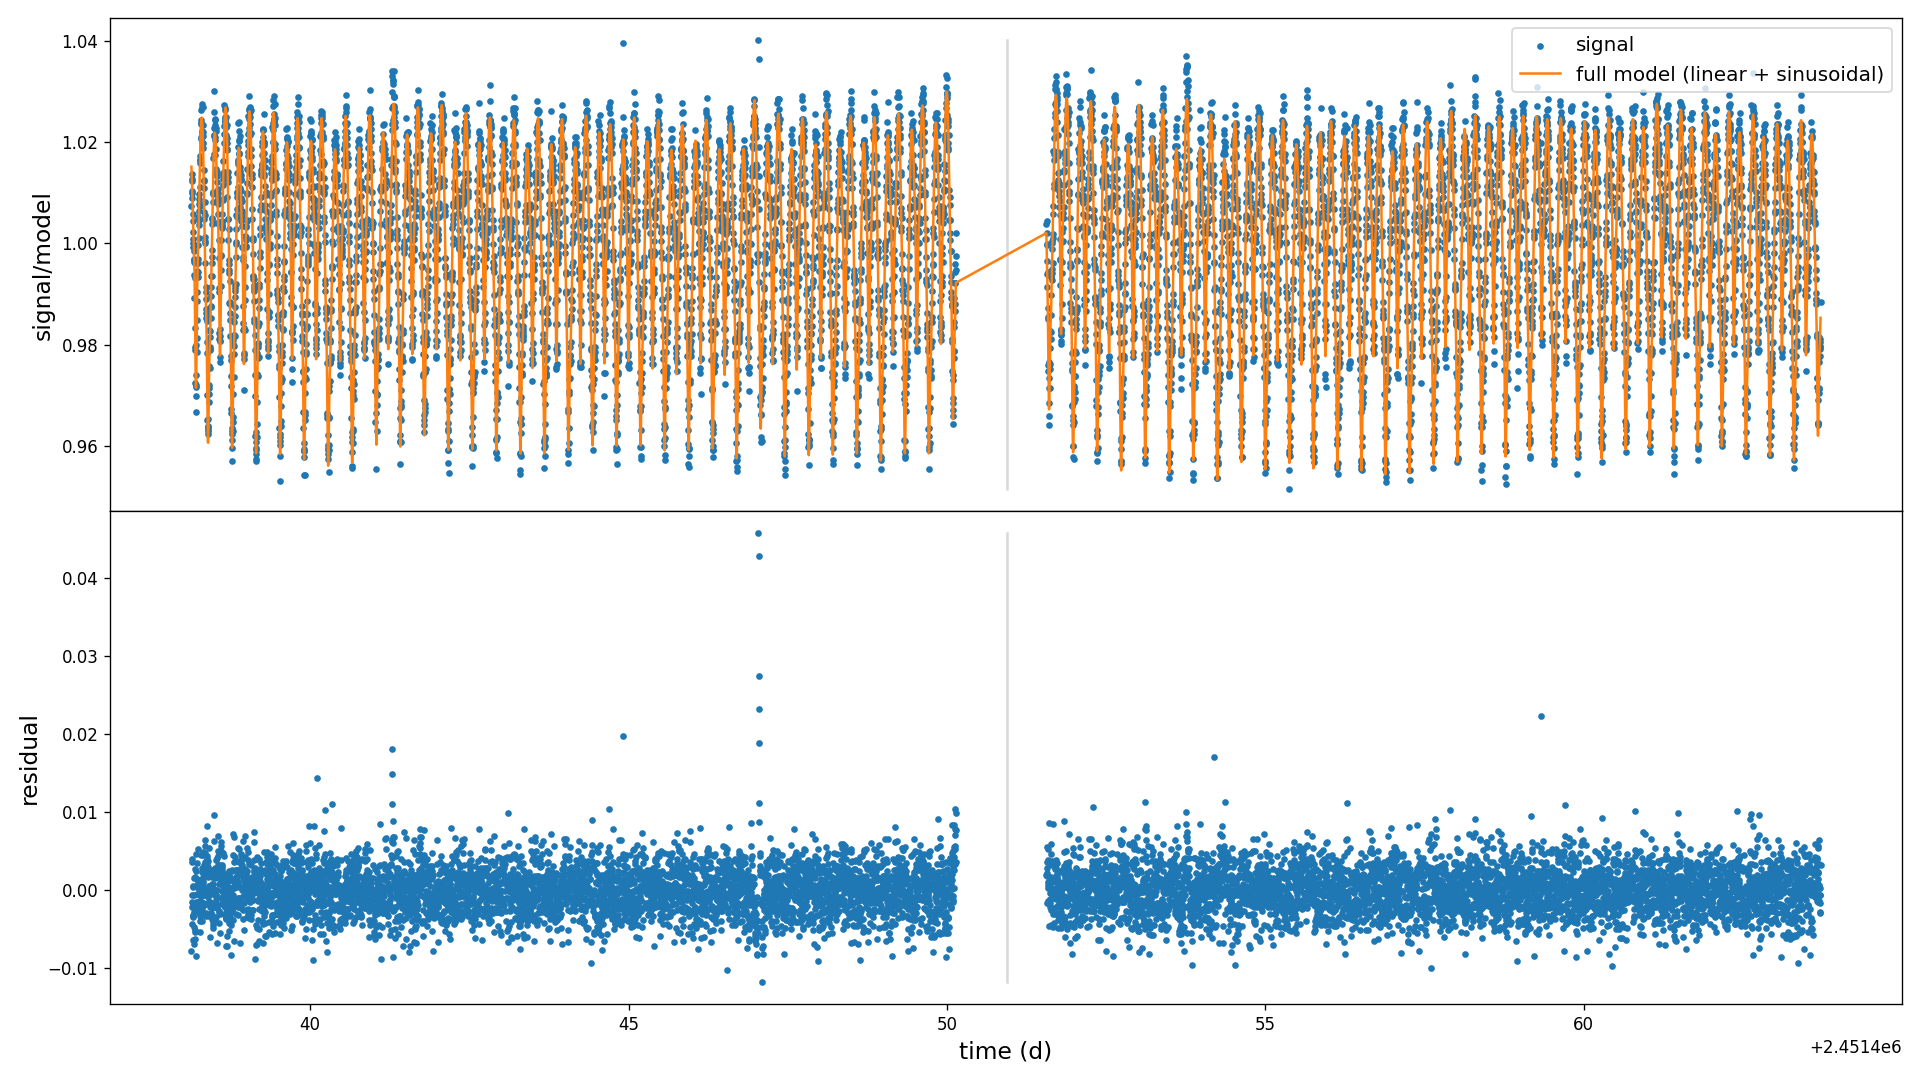 signal
full model (linear + sinusoidal)
signal/model
1.04
1.02
1.00
0.98
0.96
residual
0.04
0.03
0.02
0.01
0.00
−0.01
40
45
50
55
60
time (d)
+2.4514e6